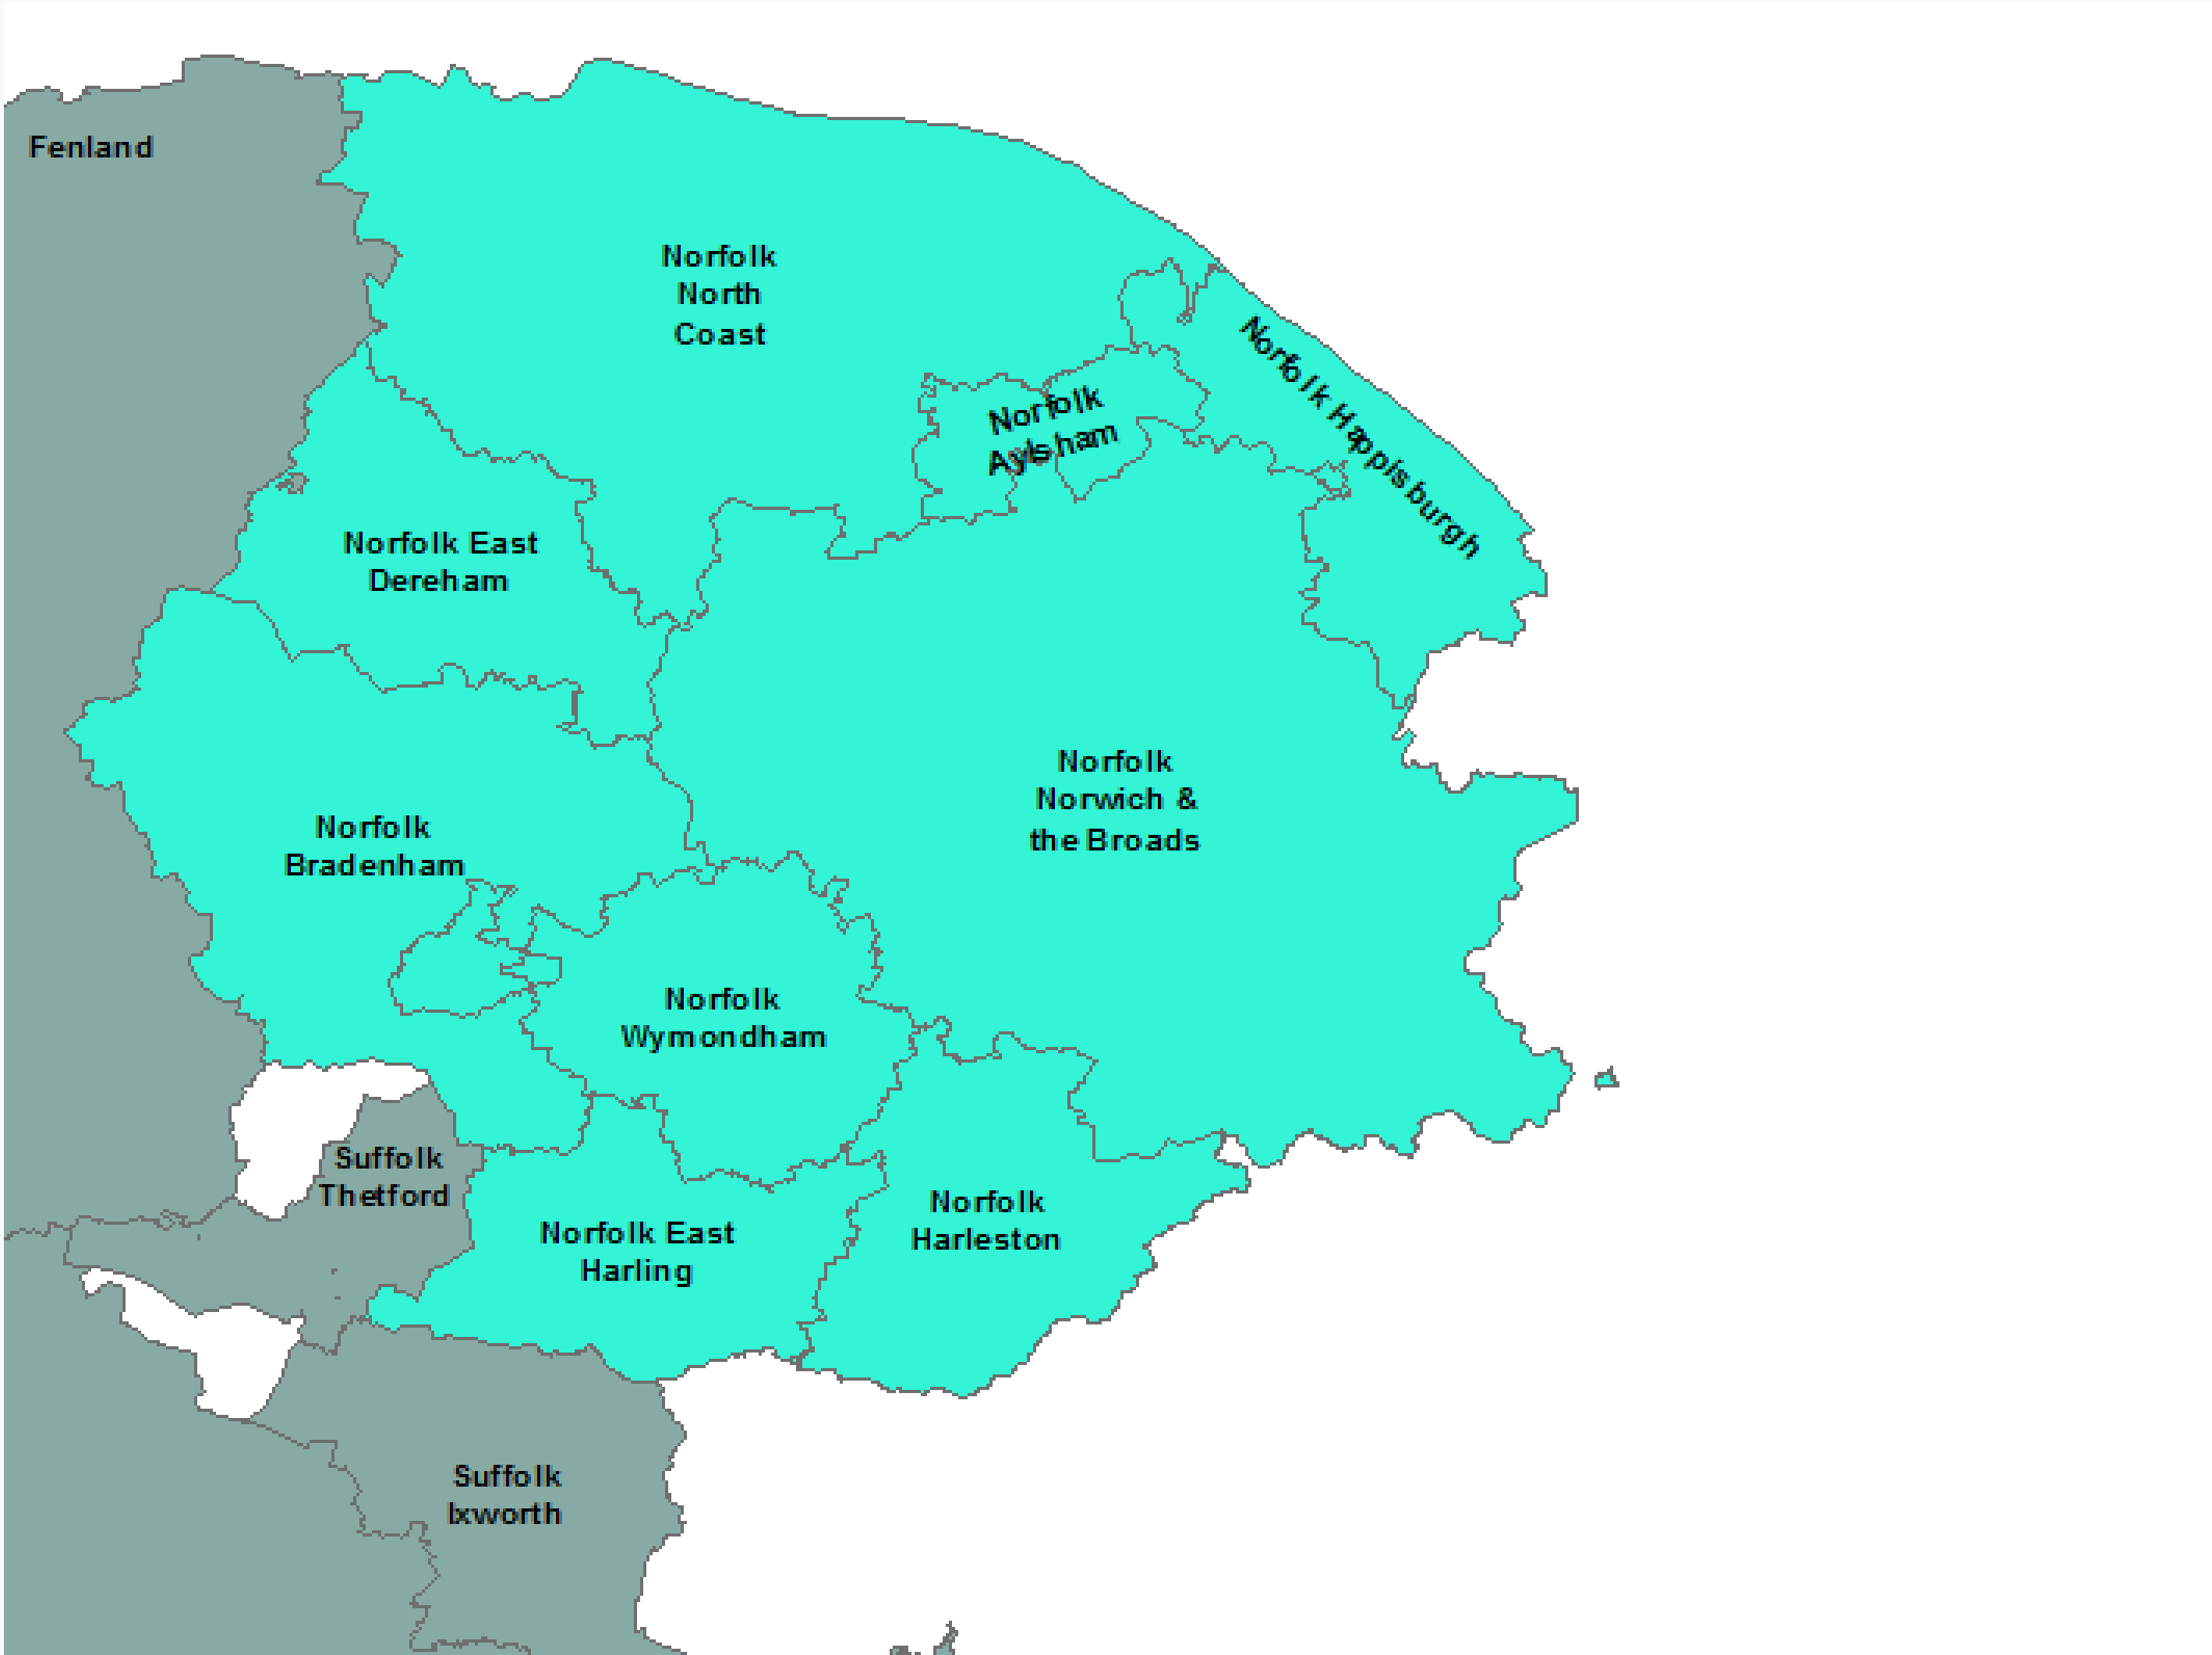 Fenland
Norfolk
North
Coast
Norfolk Happisburgh
Norfolk
Aylsham
Norfolk East
Dereham
Norfolk
Norwich &
the Broads
Norfolk
Bradenham
Norfolk
Wymondham
Suffolk
Thetford
Norfolk East
Harling
Norfolk
Harleston
Suffolk
Ixworth